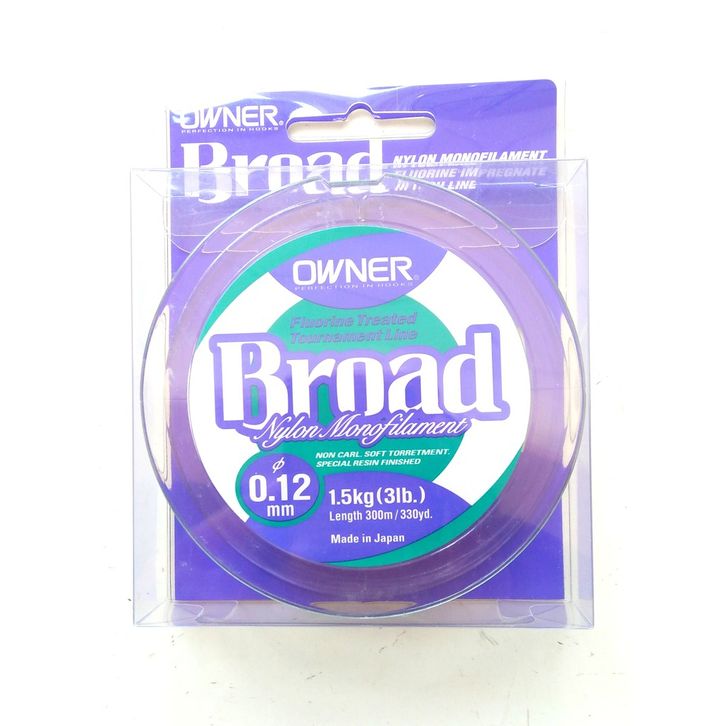 OWNER®
PERFECTION IN HOOKS
Broad
NYLON MONOFILAMENT
FLUORINE IMPREGNATE
LINE
OWNER®
PERFECTION IN HOOKS
Fluorine Treated
Tournament Line
Broad
Nylon Monofilament
NON CARL. SOFT TORRETMENT.
SPECIAL RESIN FINISHED
φ
0.12
mm
1.5kg(3lb.)
Length 300m/330yd.
Made in Japan